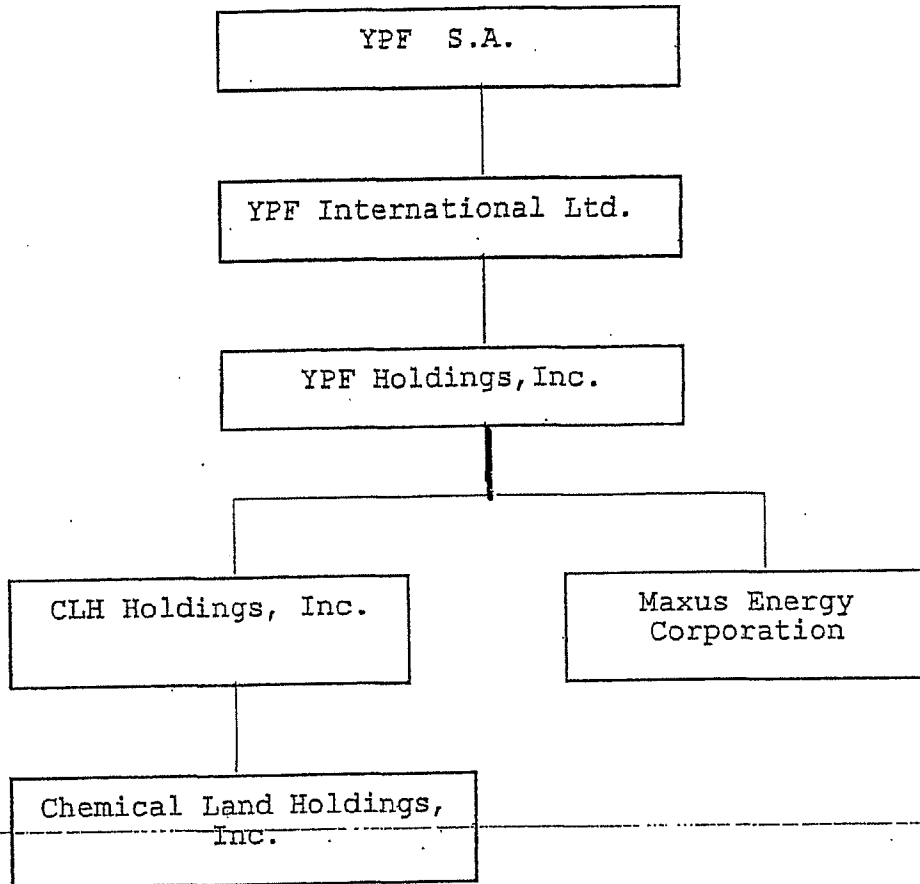 YPF S.A.
YPF International Ltd.
YPF Holdings,Inc.
CLH Holdings, Inc.
Maxus Energy
Corporation
Chemical Land Holdings,
Inc.